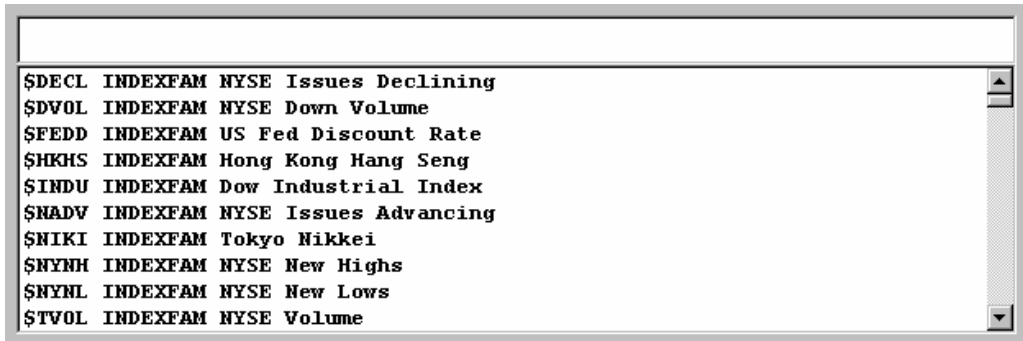 $DECL INDEXFAM NYSE Issues Declining
$DVOL INDEXFAM NYSE Down Volume
$FEDD INDEXFAM US Fed Discount Rate
$HKHS INDEXFAM Hong Kong Hang Seng
$INDU INDEXFAM Dow Industrial Index
$NADV INDEXFAM NYSE Issues Advancing
$NIKI INDEXFAM Tokyo Nikkei
$NYNH INDEXFAM NYSE New Highs
$NYNL INDEXFAM NYSE New Lows
$TVOL INDEXFAM NYSE Volume